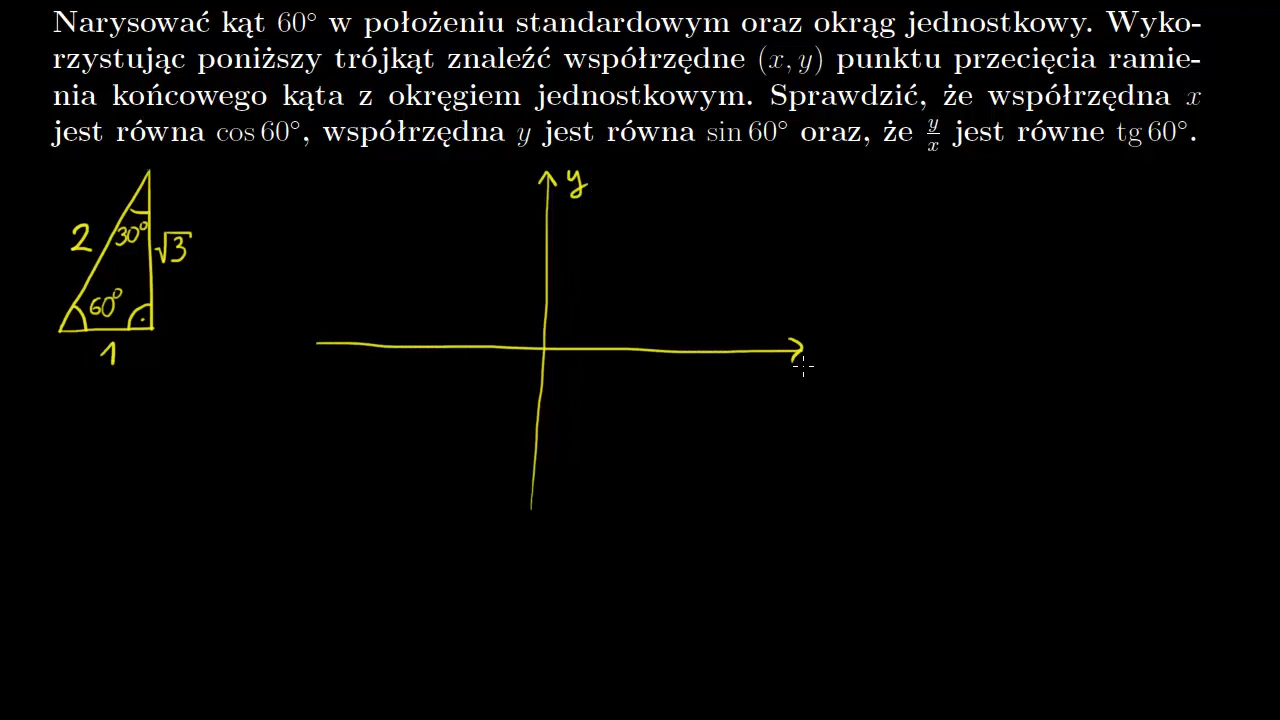 Narysować kąt 60° w położeniu standardowym oraz okrąg jednostkowy. Wyko-
rzystując poniższy trójkąt znaleźć współrzędne (x, y) punktu przecięcia ramie-
nia końcowego kąta z okręgiem jednostkowym. Sprawdzić, że współrzędna x
jest równa cos 60°, współrzędna y jest równa sin 60° oraz, że y/x jest równe tg 60°.
y
2
30°
√3
60°
1